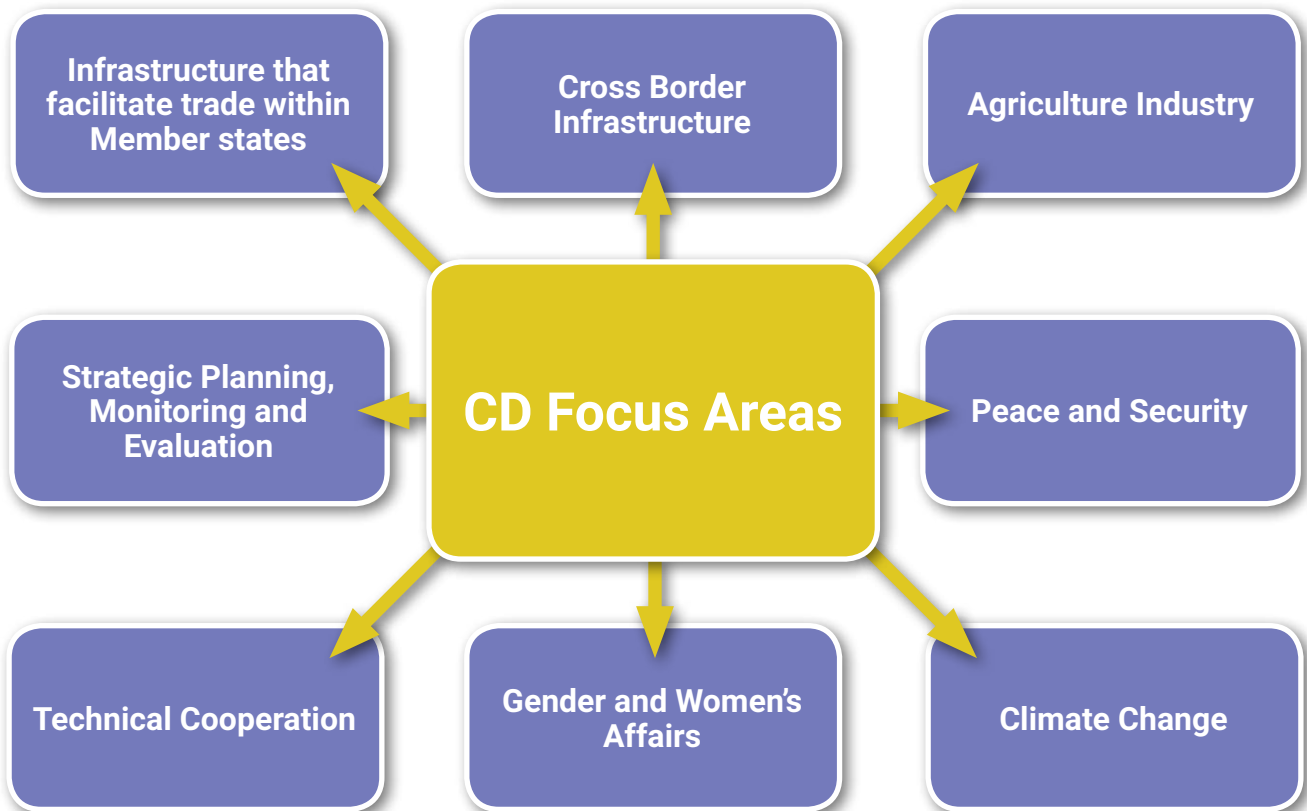 Infrastructure that
facilitate trade within
Member states
Cross Border
Infrastructure
Agriculture Industry
Strategic Planning,
Monitoring and
Evaluation
CD Focus Areas
Peace and Security
Technical Cooperation
Gender and Women’s
Affairs
Climate Change